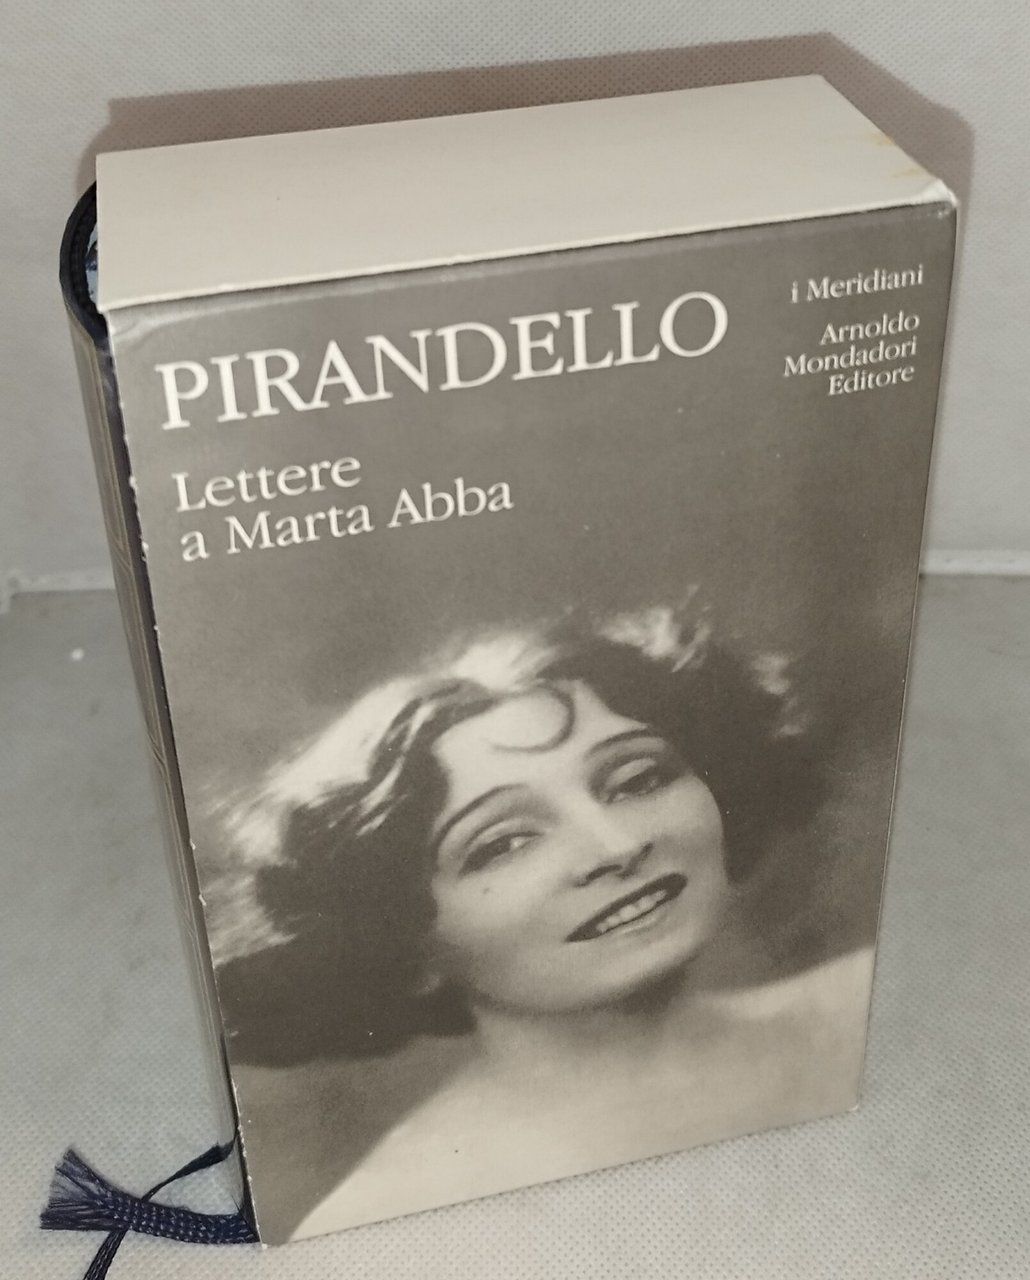 PIRANDELLO
Lettere
a Marta Abba
i Meridiani
Arnoldo
Mondadori
Editore